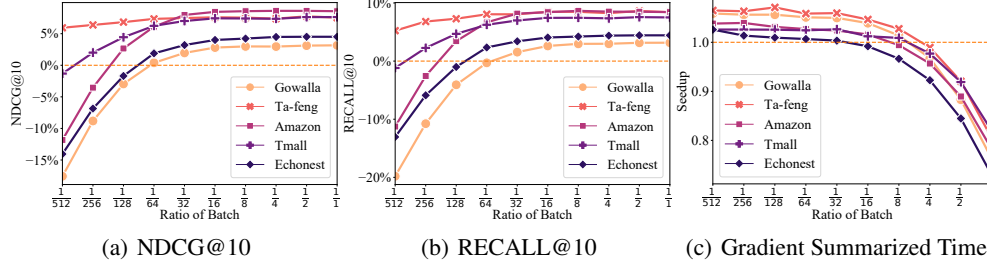 NDCG@10
5%
0%
−5%
−10%
−15%
Gowalla
Ta-feng
Amazon
Tmall
Echonest
1/512 1/256 1/128 1/64 1/32 1/16 1/8 1/4 1/2 1/1
Ratio of Batch
(a) NDCG@10
RECALL@10
10%
0%
−10%
−20%
Gowalla
Ta-feng
Amazon
Tmall
Echonest
1/512 1/256 1/128 1/64 1/32 1/16 1/8 1/4 1/2 1/1
Ratio of Batch
(b) RECALL@10
Seedup
1.0
0.9
0.8
Gowalla
Ta-feng
Amazon
Tmall
Echonest
1/512 1/256 1/128 1/64 1/32 1/16 1/8 1/4 1/2 1/1
Ratio of Batch
(c) Gradient Summarized Time